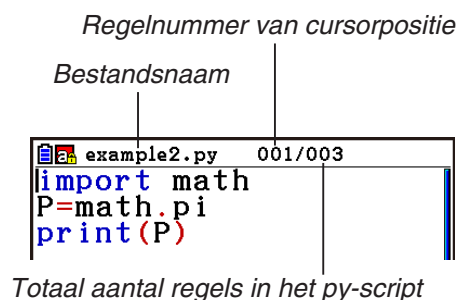 Regelnummer van cursorpositie
Bestandsnaam
example2.py 001/003
import math
P=math.pi
print(P)
Totaal aantal regels in het py-script